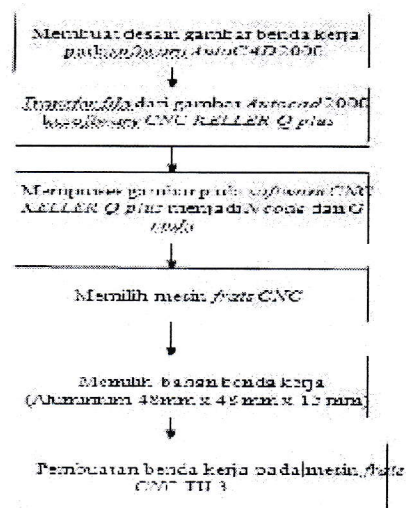 Membuat desain gambar benda kerja
pada software AutoCAD 2000
Transfer file dari gambar Autocad 2000
ke software CNC KELLER Q plus
Memproses gambar pada software CNC
KELLER Q plus menjadi N code dan G
code
Memilih mesin frais CNC
Memilih bahan benda kerja
(Aluminium 48mm x 48 mm x 15 mm)
Pembuatan benda kerja pada mesin frais
CNC TU 3